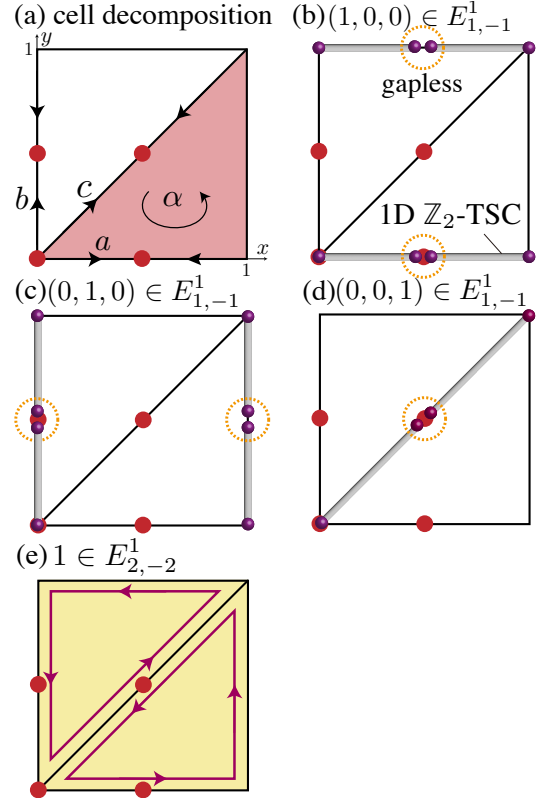 (a) cell decomposition
1
y
b
c
α
a
x
1
(b) (1, 0, 0) ∈ E^1_{1,−1}
gapless
1D ℤ₂-TSC
(c) (0, 1, 0) ∈ E^1_{1,−1}
(d) (0, 0, 1) ∈ E^1_{1,−1}
(e) 1 ∈ E^1_{2,−2}